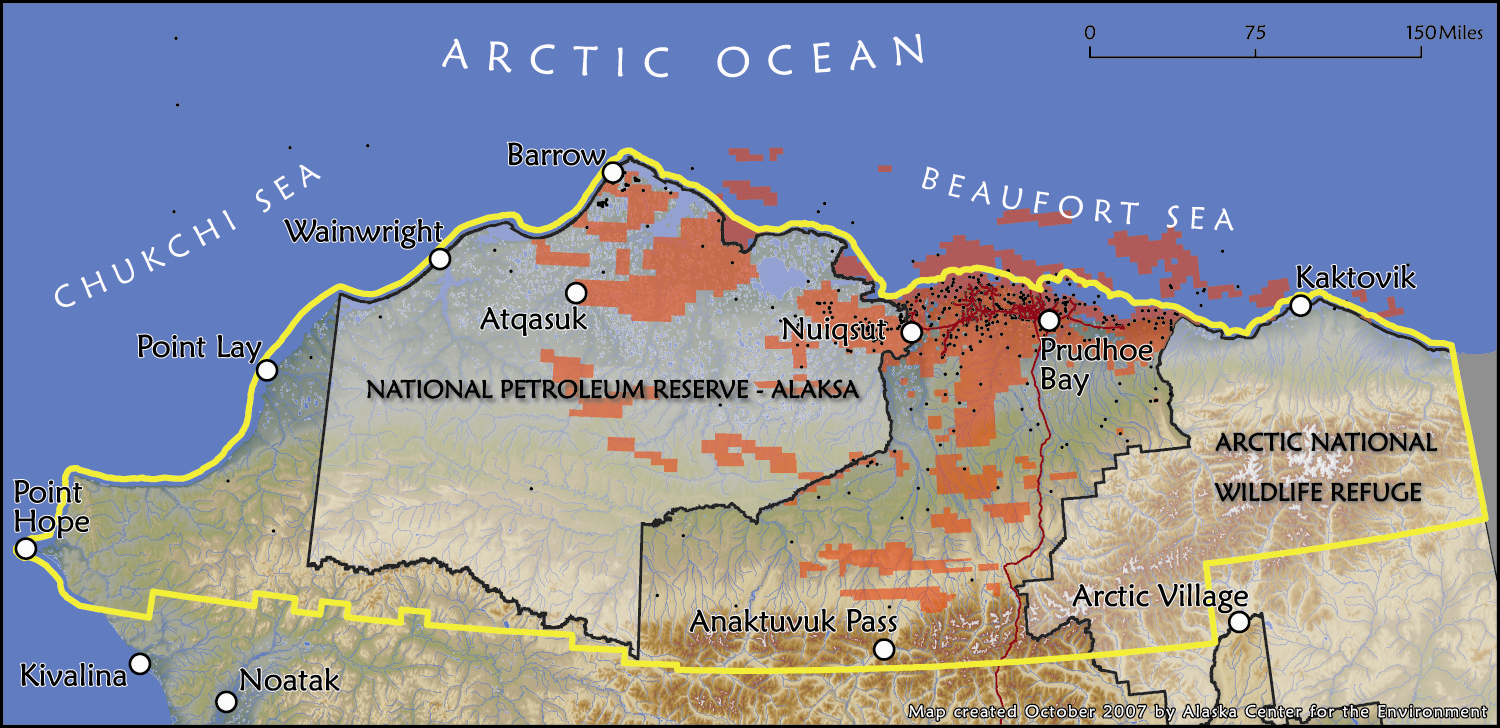 ARCTIC OCEAN
0 75 150 Miles
Barrow
CHUKCHI SEA
BEAUFORT SEA
Wainwright
Kaktovik
Atqasuk
Nuiqsut
Point Lay
Prudhoe
Bay
NATIONAL PETROLEUM RESERVE - ALAKSA
ARCTIC NATIONAL
WILDLIFE REFUGE
Point
Hope
Arctic Village
Anaktuvuk Pass
Kivalina
Noatak
Map created October 2007 by Alaska Center for the Environment